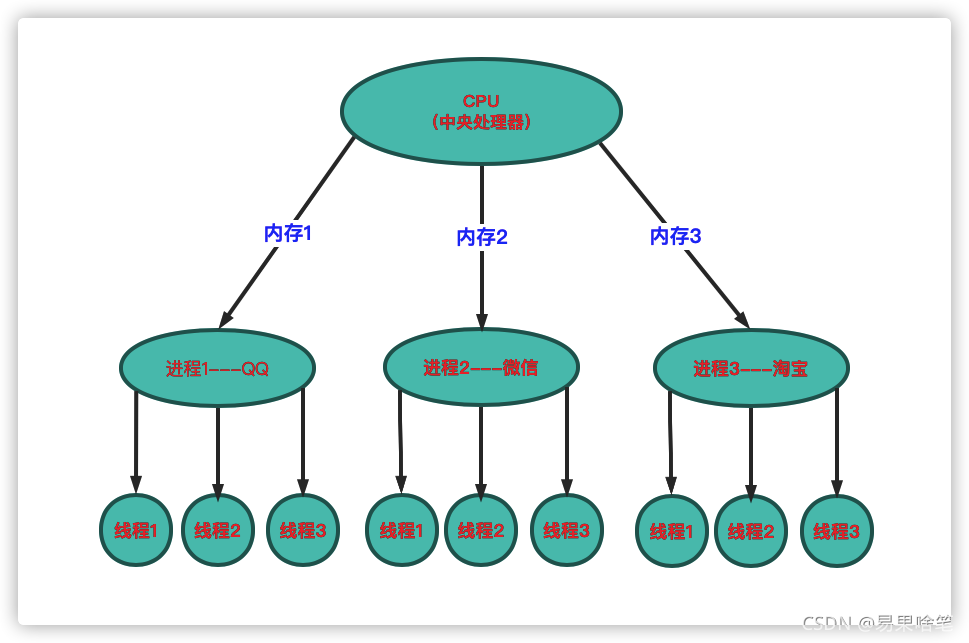 CPU
（中央处理器）
内存1
内存2
内存3
进程1---QQ
进程2---微信
进程3---淘宝
线程1
线程2
线程3
线程1
线程2
线程3
线程1
线程2
线程3
CSDN @易果啥笔